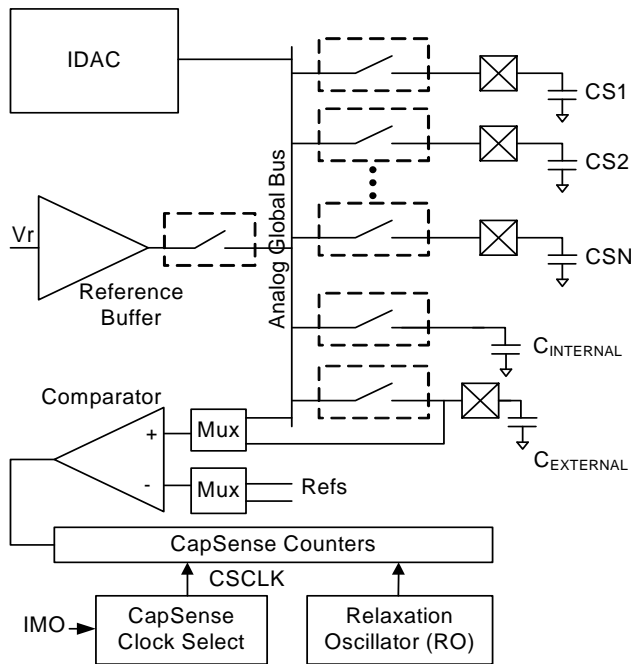 IDAC
CS1
CS2
Vr
Reference
Buffer
Analog Global Bus
CSN
CINTERNAL
Comparator
+
Mux
CEXTERNAL
-
Mux
Refs
CapSense Counters
CSCLK
IMO
CapSense
Clock Select
Relaxation
Oscillator (RO)